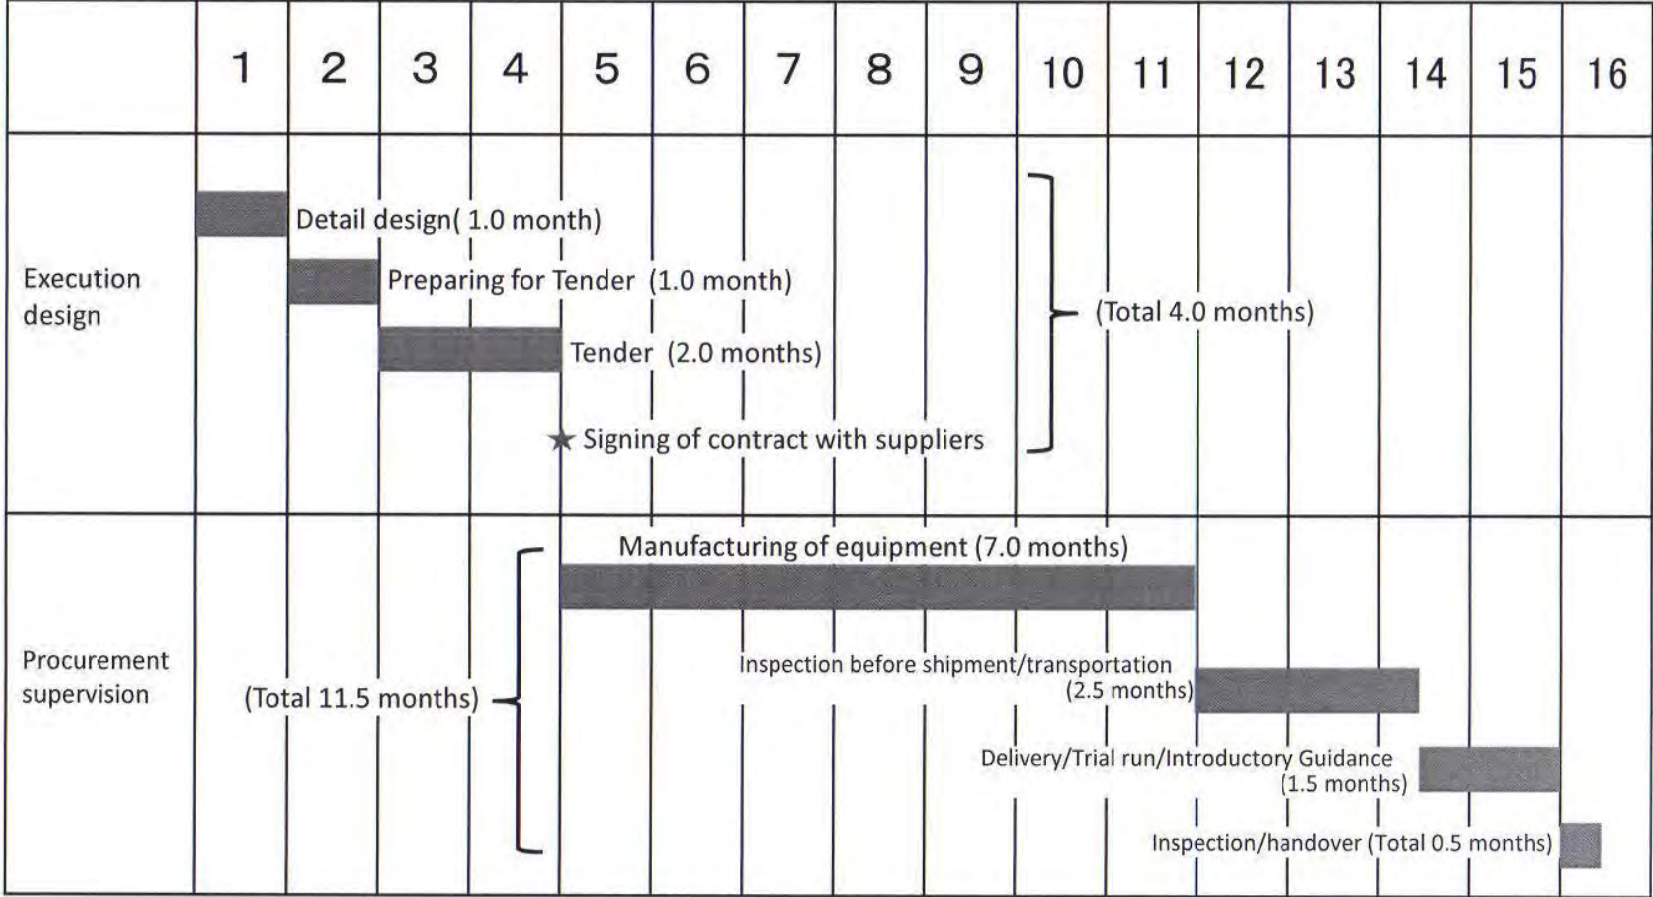 1 2 3 4 5 6 7 8 9 10 11 12 13 14 15 16
Execution
design
Detail design( 1.0 month)
Preparing for Tender (1.0 month)
(Total 4.0 months)
Tender (2.0 months)
★ Signing of contract with suppliers
Procurement
supervision
Manufacturing of equipment (7.0 months)
(Total 11.5 months)
Inspection before shipment/transportation
(2.5 months)
Delivery/Trial run/Introductory Guidance
(1.5 months)
Inspection/handover (Total 0.5 months)